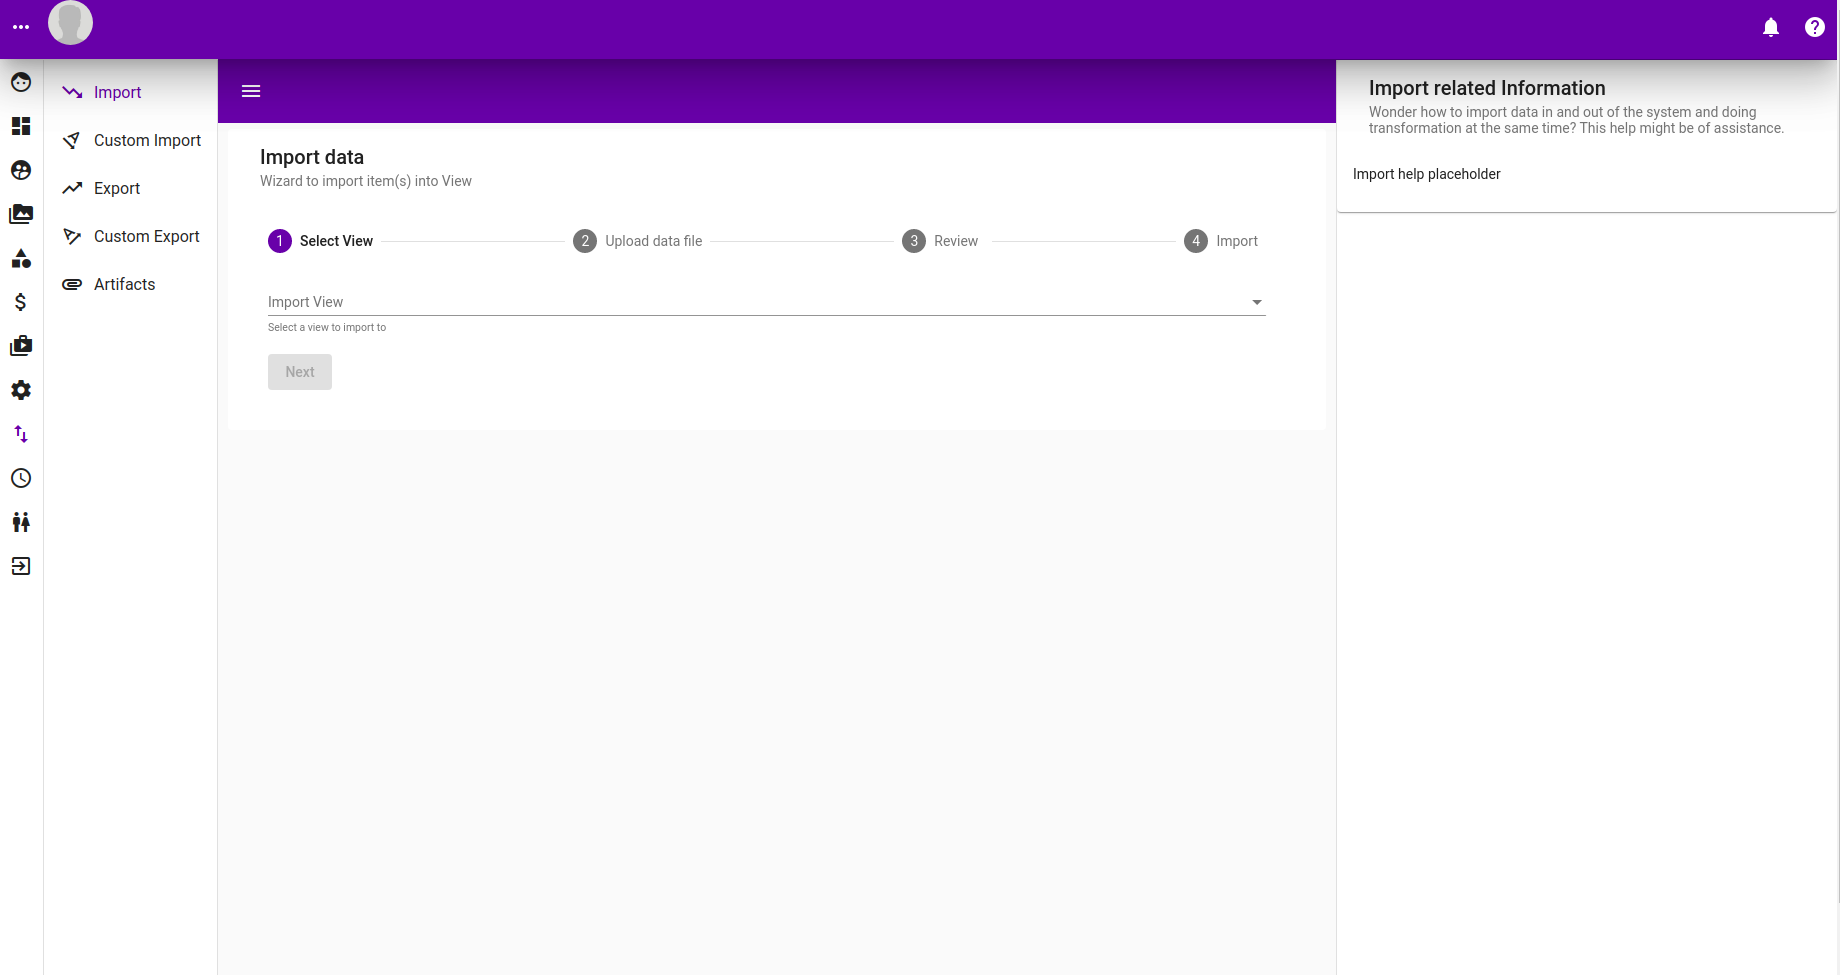 Import
Custom Import
Export
Custom Export
Artifacts
Import data
Wizard to import item(s) into View
1 Select View
2 Upload data file
3 Review
4 Import
Import View
Select a view to import to
Next
Import related Information
Wonder how to import data in and out of the system and doing
transformation at the same time? This help might be of assistance.
Import help placeholder